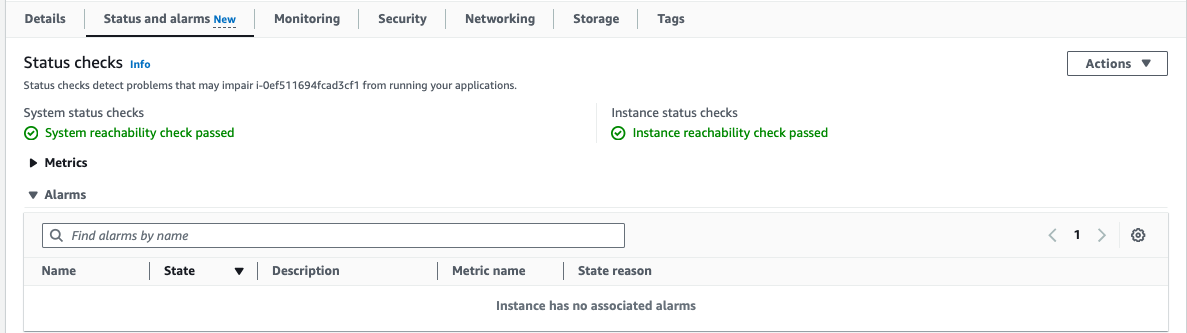 Details Status and alarms New Monitoring Security Networking Storage Tags
Status checks Info
Actions
Status checks detect problems that may impair i-0ef511694fcad3cf1 from running your applications.
System status checks Instance status checks
System reachability check passed Instance reachability check passed
Metrics
Alarms
Find alarms by name 1
Name State Description Metric name State reason
Instance has no associated alarms